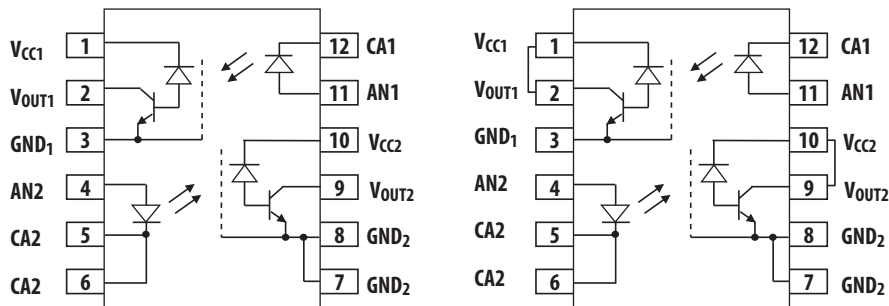 VCC1 1 12 CA1
VOUT1 2 11 AN1
GND1 3 10 VCC2
AN2 4 9 VOUT2
CA2 5 8 GND2
CA2 6 7 GND2
VCC1 1 12 CA1
VOUT1 2 11 AN1
GND1 3 10 VCC2
AN2 4 9 VOUT2
CA2 5 8 GND2
CA2 6 7 GND2